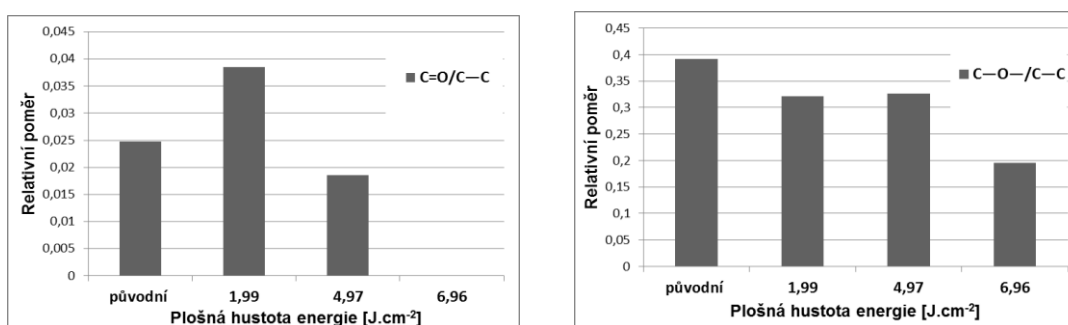 0,045
0,04
0,035
0,03
0,025
0,02
0,015
0,01
0,005
0
Relativní poměr
C=O/C—C
původní 1,99 4,97 6,96
Plošná hustota energie [J.cm-2]
0,45
0,4
0,35
0,3
0,25
0,2
0,15
0,1
0,05
0
Relativní poměr
C—O—/C—C
původní 1,99 4,97 6,96
Plošná hustota energie [J.cm-2]